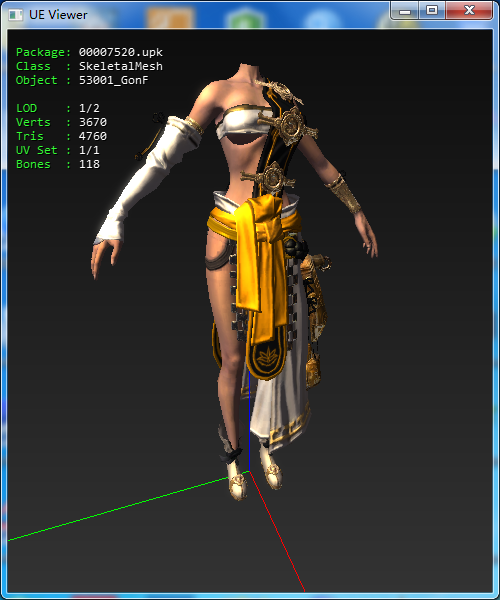 UE Viewer
Package: 00007520.upk
Class : SkeletalMesh
Object : 53001_GonF
LOD : 1/2
Verts : 3670
Tris : 4760
UV Set : 1/1
Bones : 118